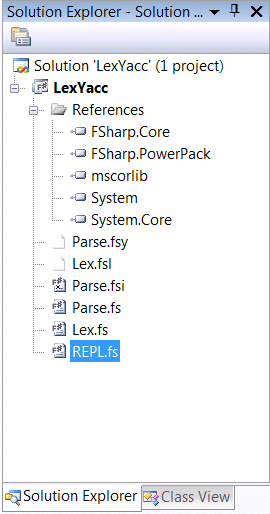 Solution Explorer - Solution ...
Solution 'LexYacc' (1 project)
LexYacc
References
FSharp.Core
FSharp.PowerPack
mscorlib
System
System.Core
Parse.fsy
Lex.fsl
Parse.fsi
Parse.fs
Lex.fs
REPL.fs
Solution Explorer Class View